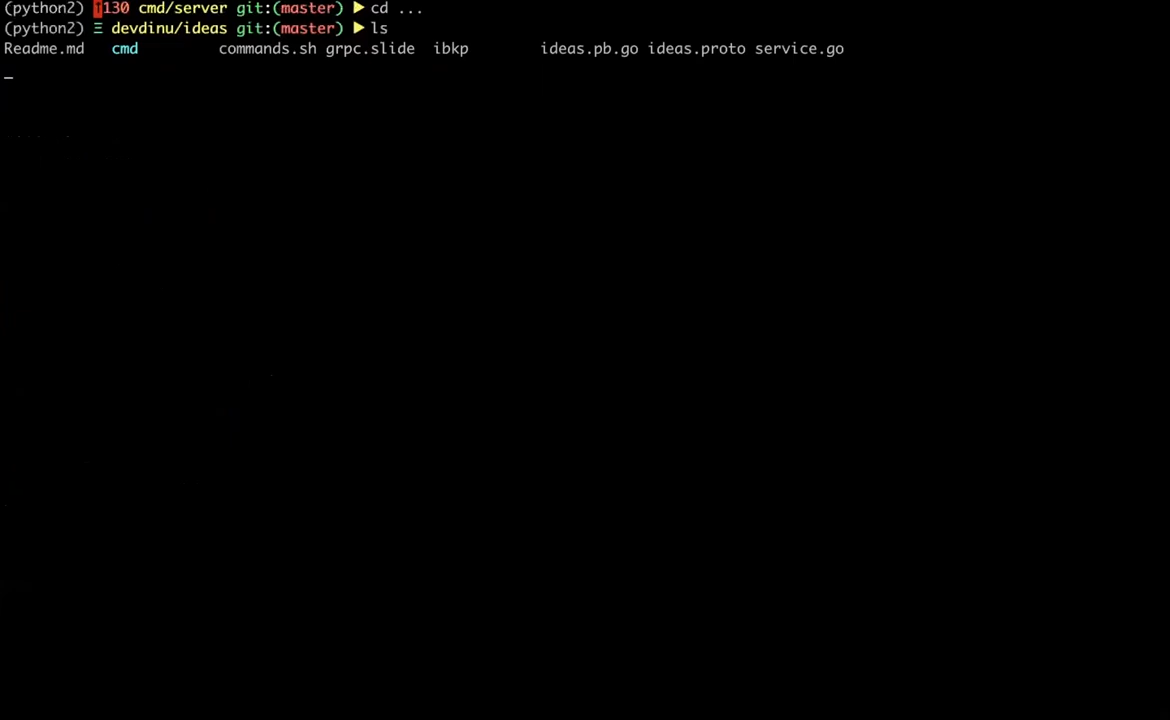 (python2) †130 cmd/server git:(master) ▶ cd ...
(python2) Ξ devdinu/ideas git:(master) ▶ ls
Readme.md cmd commands.sh grpc.slide ibkp ideas.pb.go ideas.proto service.go
_